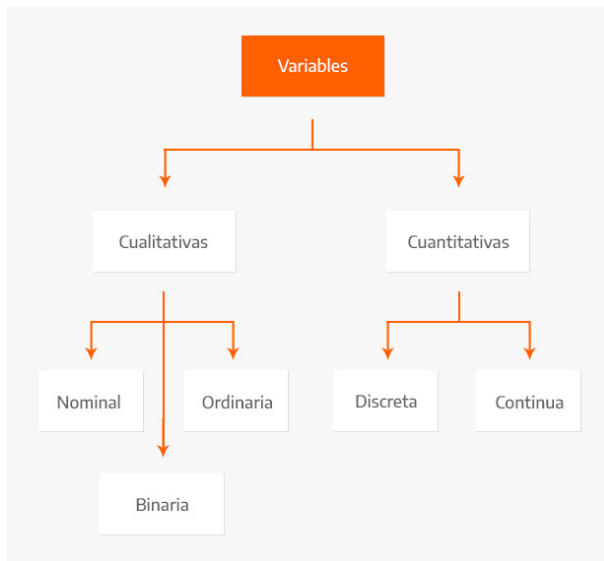 Variables
Cualitativas
Cuantitativas
Nominal
Ordinaria
Discreta
Continua
Binaria